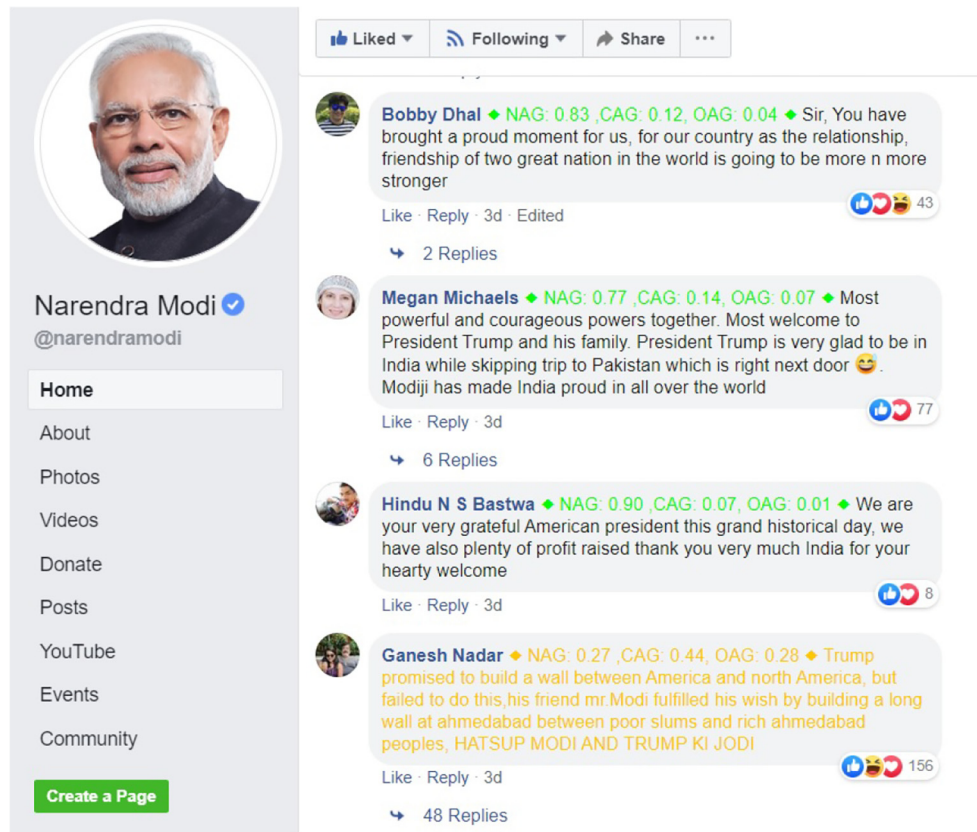 Liked
Following
Share
Bobby Dhal ◆ NAG: 0.83 ,CAG: 0.12, OAG: 0.04 ◆ Sir, You have
brought a proud moment for us, for our country as the relationship,
friendship of two great nation in the world is going to be more n more
stronger
Like · Reply · 3d · Edited
43
2 Replies
Narendra Modi
@narendramodi
Home
About
Photos
Videos
Donate
Posts
YouTube
Events
Community
Create a Page
Megan Michaels ◆ NAG: 0.77 ,CAG: 0.14, OAG: 0.07 ◆ Most
powerful and courageous powers together. Most welcome to
President Trump and his family. President Trump is very glad to be in
India while skipping trip to Pakistan which is right next door 😅 .
Modiji has made India proud in all over the world
77
Like · Reply · 3d
6 Replies
Hindu N S Bastwa ◆ NAG: 0.90 ,CAG: 0.07, OAG: 0.01 ◆ We are
your very grateful American president this grand historical day, we
have also plenty of profit raised thank you very much India for your
hearty welcome
8
Like · Reply · 3d
Ganesh Nadar ◆ NAG: 0.27 ,CAG: 0.44, OAG: 0.28 ◆ Trump
promised to build a wall between America and north America, but
failed to do this,his friend mr.Modi fulfilled his wish by building a long
wall at ahmedabad between poor slums and rich ahmedabad
peoples, HATSUP MODI AND TRUMP KI JODI
156
Like · Reply · 3d
48 Replies